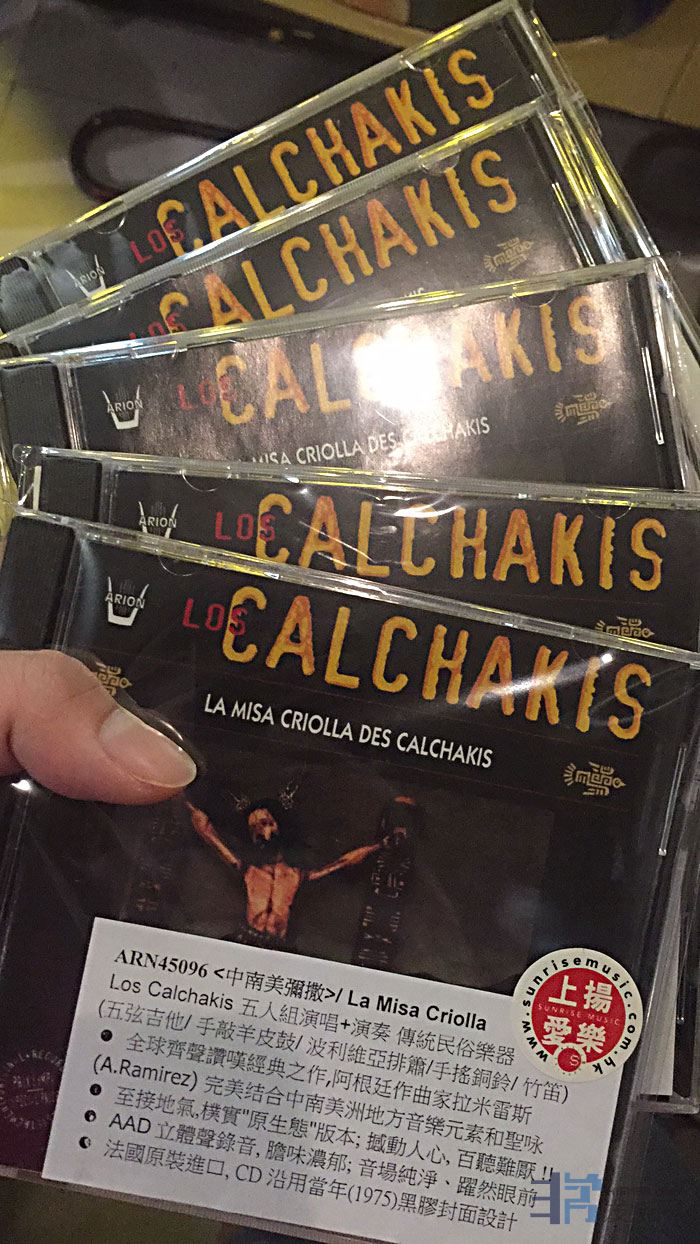 LOS CALCHAKIS
ARION
LOS CALCHAKIS
ARION
LOS CALCHAKIS
LA MISA CRIOLLA DES CALCHAKIS
ARION
LOS CALCHAKIS
ARION
LOS CALCHAKIS
LA MISA CRIOLLA DES CALCHAKIS
ARN45096 <中南美彌撒>/ La Misa Criolla
Los Calchakis 五人組演唱+演奏 傳統民俗樂器
(五弦吉他/ 手敲羊皮鼓/ 波利維亞排簫/手搖銅鈴/ 竹笛)
● 全球齊聲讚嘆經典之作,阿根廷作曲家拉米雷斯
(A.Ramirez) 完美结合中南美洲地方音樂元素和聖咏
● 至接地氣,樸實"原生態"版本; 撼動人心, 百聽難厭 !!
● AAD 立體聲錄音, 膽味濃郁; 音場純淨、躍然眼前
● 法國原裝進口, CD 沿用當年(1975)黑膠封面設計
www.sunrisemusic.com.hk
上揚
SUNRISE MUSIC
愛樂
S